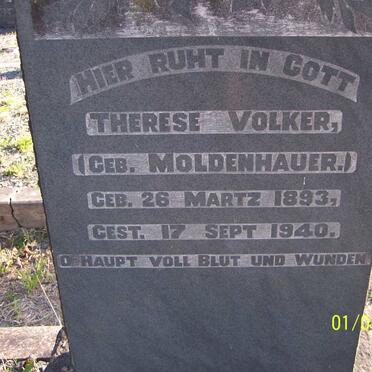 HIER RUHT IN GOTT
THERESE VOLKER,
(GEB. MOLDENHAUER.)
GEB. 26 MARTZ 1893,
GEST. 17 SEPT 1940.
O HAUPT VOLL BLUT UND WUNDEN
01/0